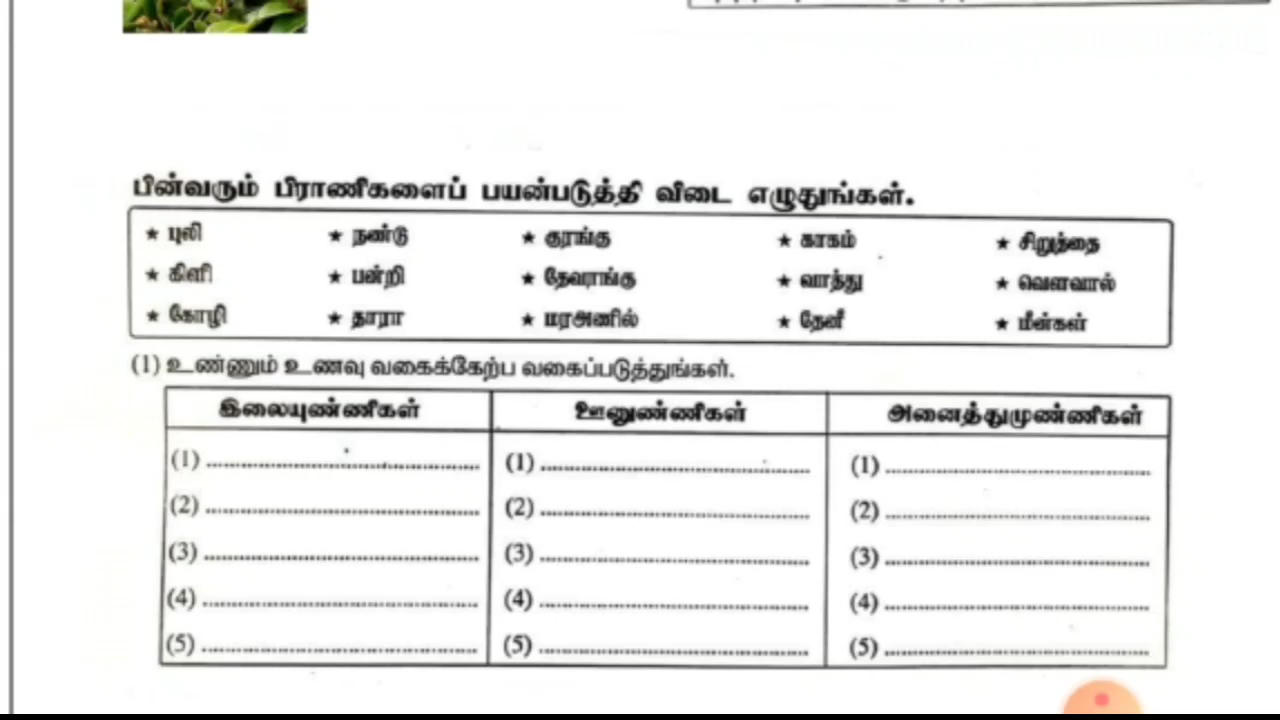 பின்வரும் பிராணிகளைப் பயன்படுத்தி விடை எழுதுங்கள்.
★ புலி ★ நண்டு ★ குரங்கு ★ காகம் ★ சிறுத்தை
★ கிளி ★ பன்றி ★ தேவாங்கு ★ வாத்து ★ வௌவால்
★ கோழி ★ தாரா ★ மரஅணில் ★ தேனீ ★ மீன்கள்
(1) உண்ணும் உணவு வகைக்கேற்ப வகைப்படுத்துங்கள்.
இலையுண்ணிகள் ஊனுண்ணிகள் அனைத்துமுண்ணிகள்
(1) ........................ (1) ........................ (1) ........................
(2) ........................ (2) ........................ (2) ........................
(3) ........................ (3) ........................ (3) ........................
(4) ........................ (4) ........................ (4) ........................
(5) ........................ (5) ........................ (5) ........................